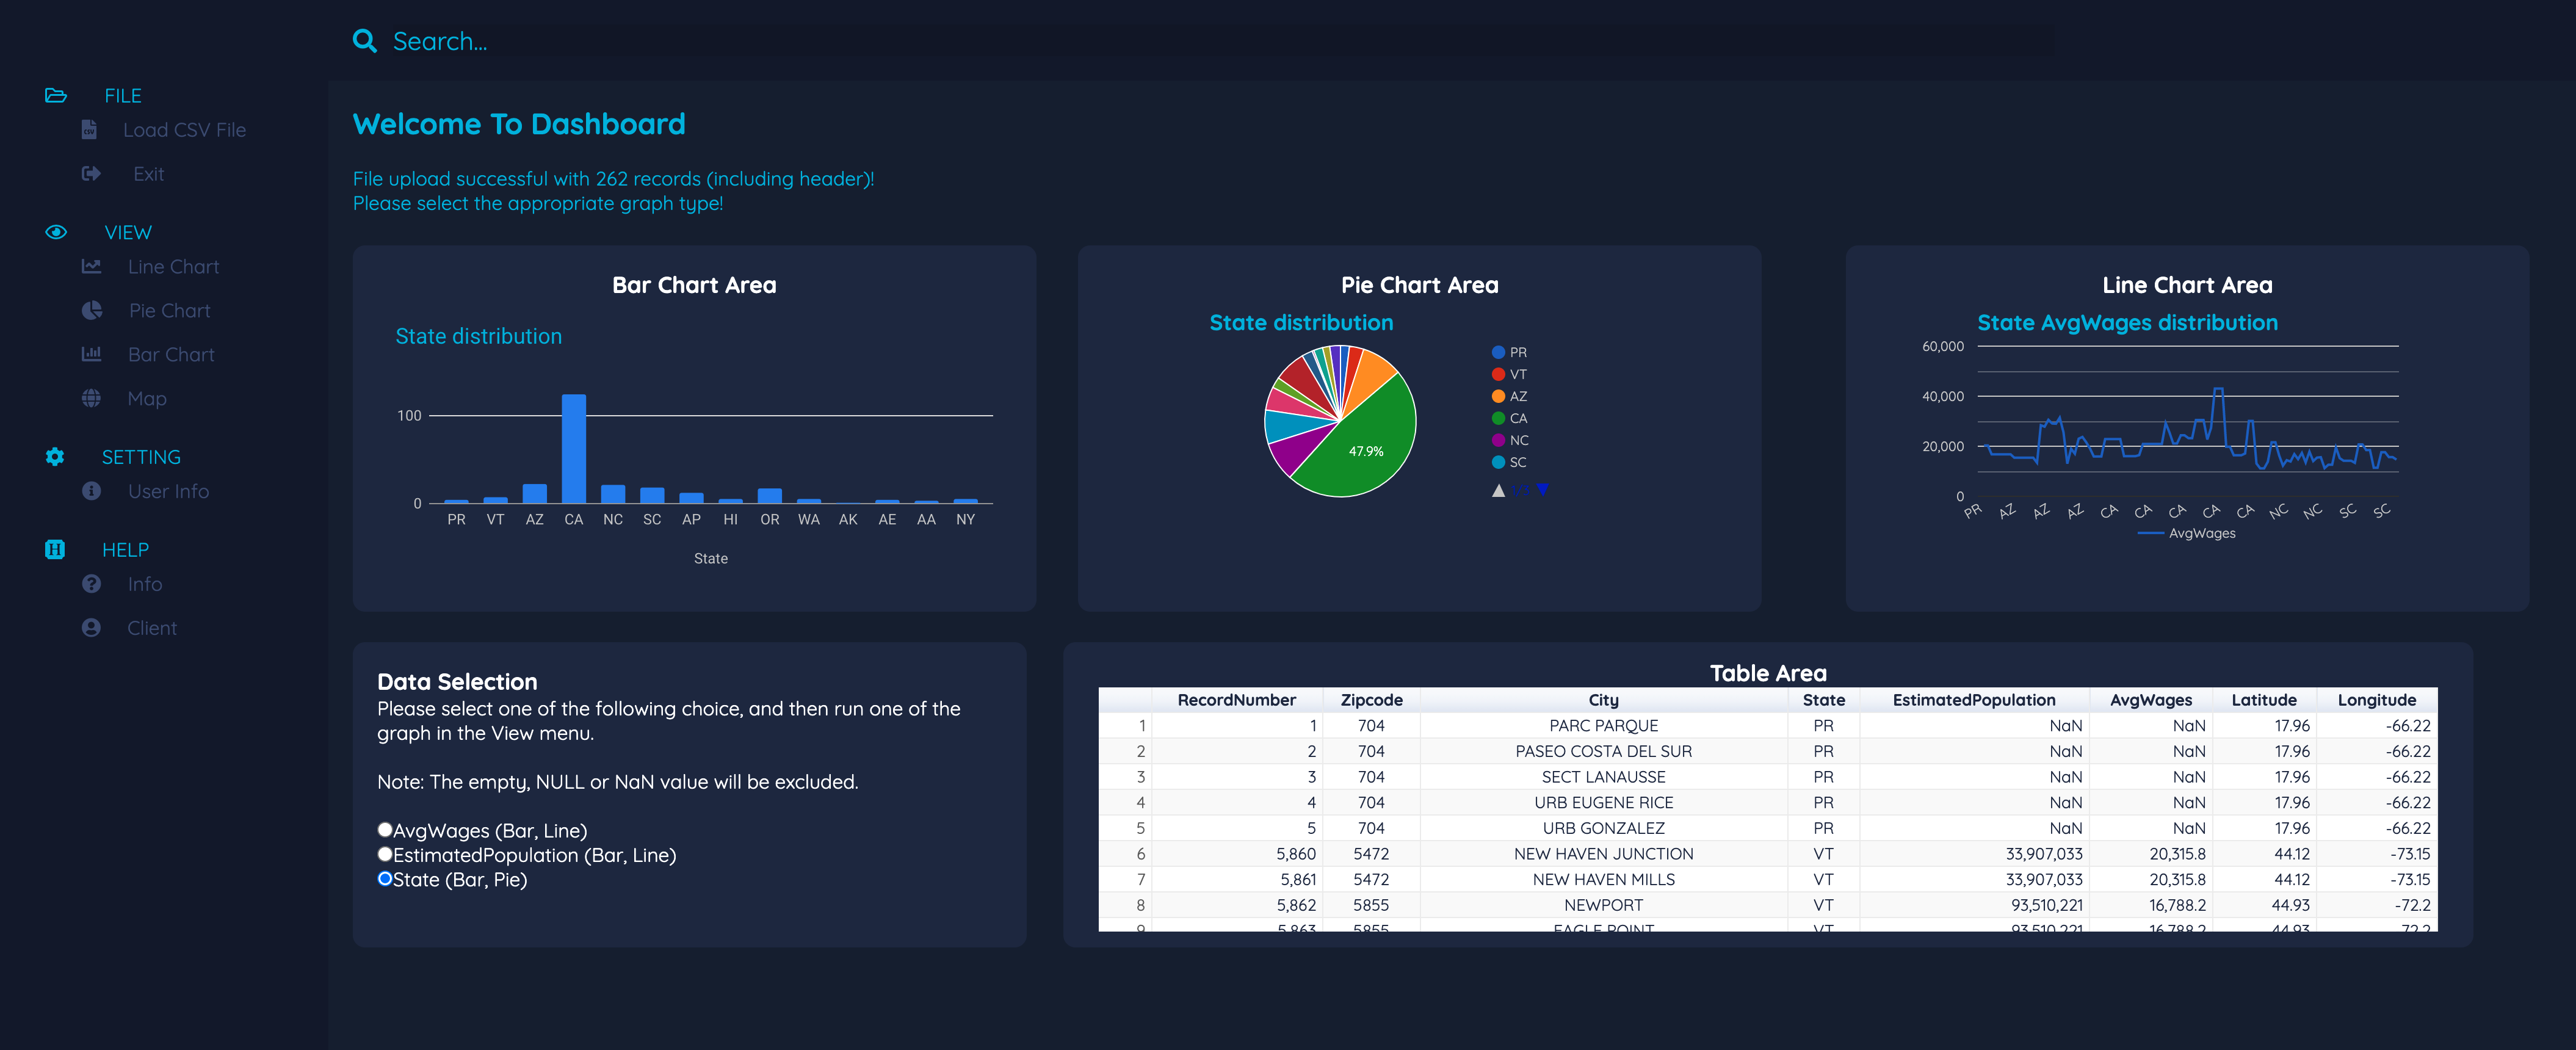 Search...
FILE
Load CSV File
Exit
VIEW
Line Chart
Pie Chart
Bar Chart
Map
SETTING
User Info
HELP
Info
Client
Welcome To Dashboard
File upload successful with 262 records (including header)!
Please select the appropriate graph type!
Bar Chart Area
State distribution
100
0
PR VT AZ CA NC SC AP HI OR WA AK AE AA NY
State
Pie Chart Area
State distribution
47.9%
PR
VT
AZ
CA
NC
SC
Line Chart Area
State AvgWages distribution
60,000
40,000
20,000
0
PR AZ AZ AZ CA CA CA CA CA NC NC SC SC
AvgWages
Data Selection
Please select one of the following choice, and then run one of the
graph in the View menu.
Note: The empty, NULL or NaN value will be excluded.
AvgWages (Bar, Line)
EstimatedPopulation (Bar, Line)
State (Bar, Pie)
Table Area
RecordNumber Zipcode City State EstimatedPopulation AvgWages Latitude Longitude
1 1 704 PARC PARQUE PR NaN NaN 17.96 -66.22
2 2 704 PASEO COSTA DEL SUR PR NaN NaN 17.96 -66.22
3 3 704 SECT LANAUSSE PR NaN NaN 17.96 -66.22
4 4 704 URB EUGENE RICE PR NaN NaN 17.96 -66.22
5 5 704 URB GONZALEZ PR NaN NaN 17.96 -66.22
6 5,860 5472 NEW HAVEN JUNCTION VT 33,907,033 20,315.8 44.12 -73.15
7 5,861 5472 NEW HAVEN MILLS VT 33,907,033 20,315.8 44.12 -73.15
8 5,862 5855 NEWPORT VT 93,510,221 16,788.2 44.93 -72.2
9 5,863 5855 EAGLE POINT VT 93,510,221 16,788.2 44.93 -72.2